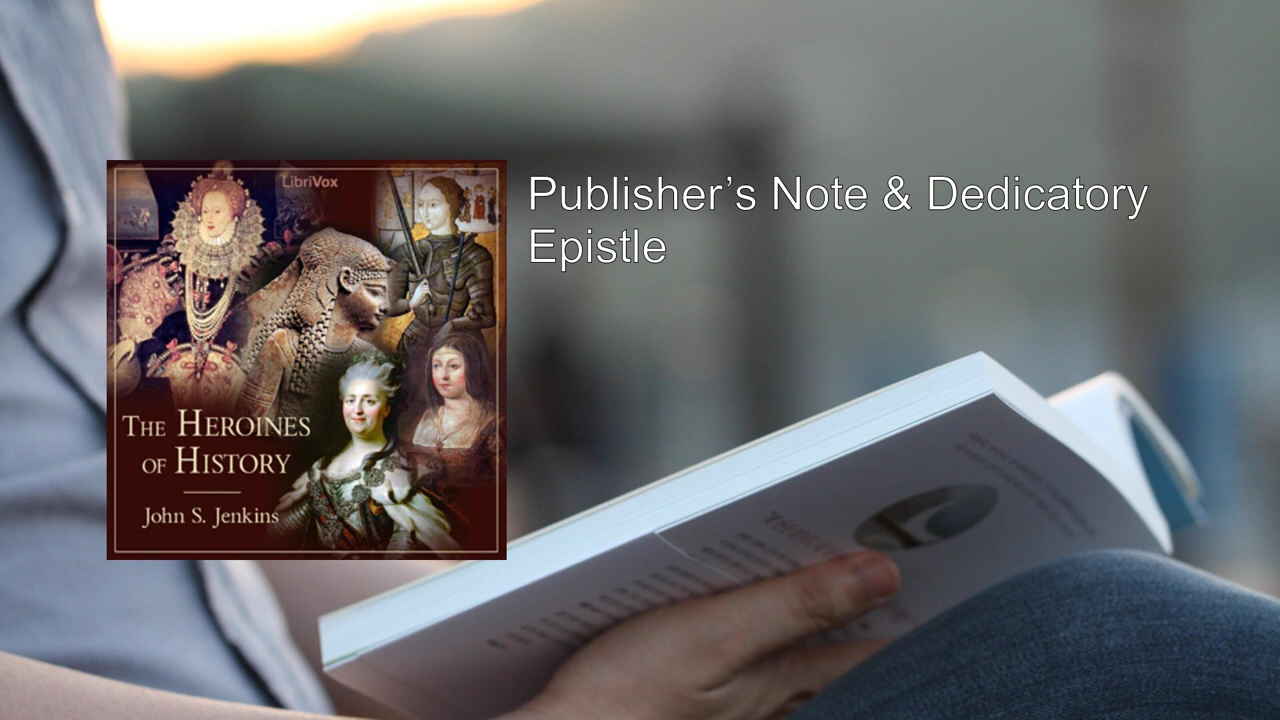 LibriVox
THE HEROINES
OF HISTORY
John S. Jenkins
Publisher’s Note & Dedicatory
Epistle